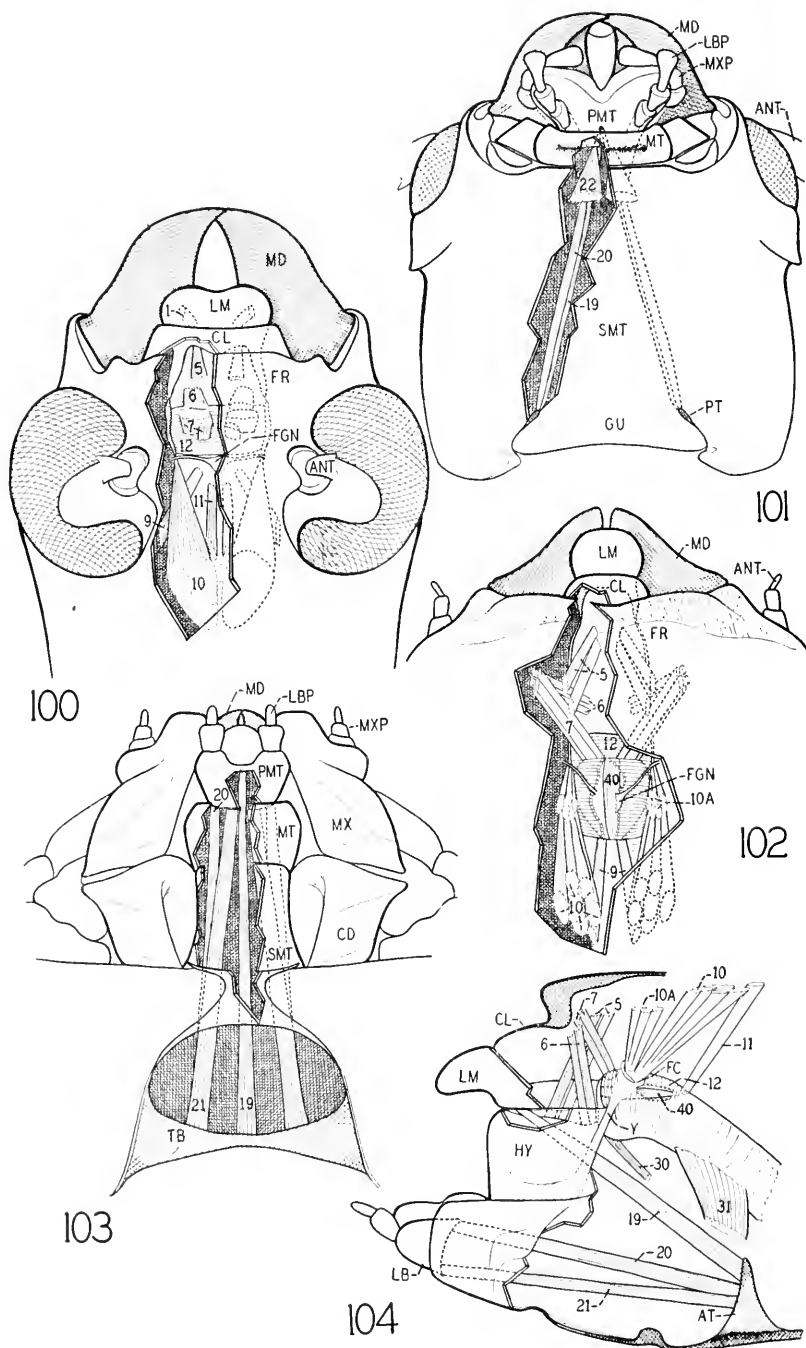 MD
LBP
MXP
ANT
PMT
MT
22
20
19
SMT
PT
GU
101
MD
1
LM
CL
5
FR
6
7
12
FGN
ANT
11
9
10
100
LM
MD
ANT
CL
FR
5
6
7
12
40
FGN
10A
9
10
102
MD
LBP
MXP
PMT
20
MT
MX
SMT
CD
21
19
TB
103
7
5
10
10A
CL
6
11
LM
FC
12
40
HY
Y
30
31
19
20
LB
21
AT
104